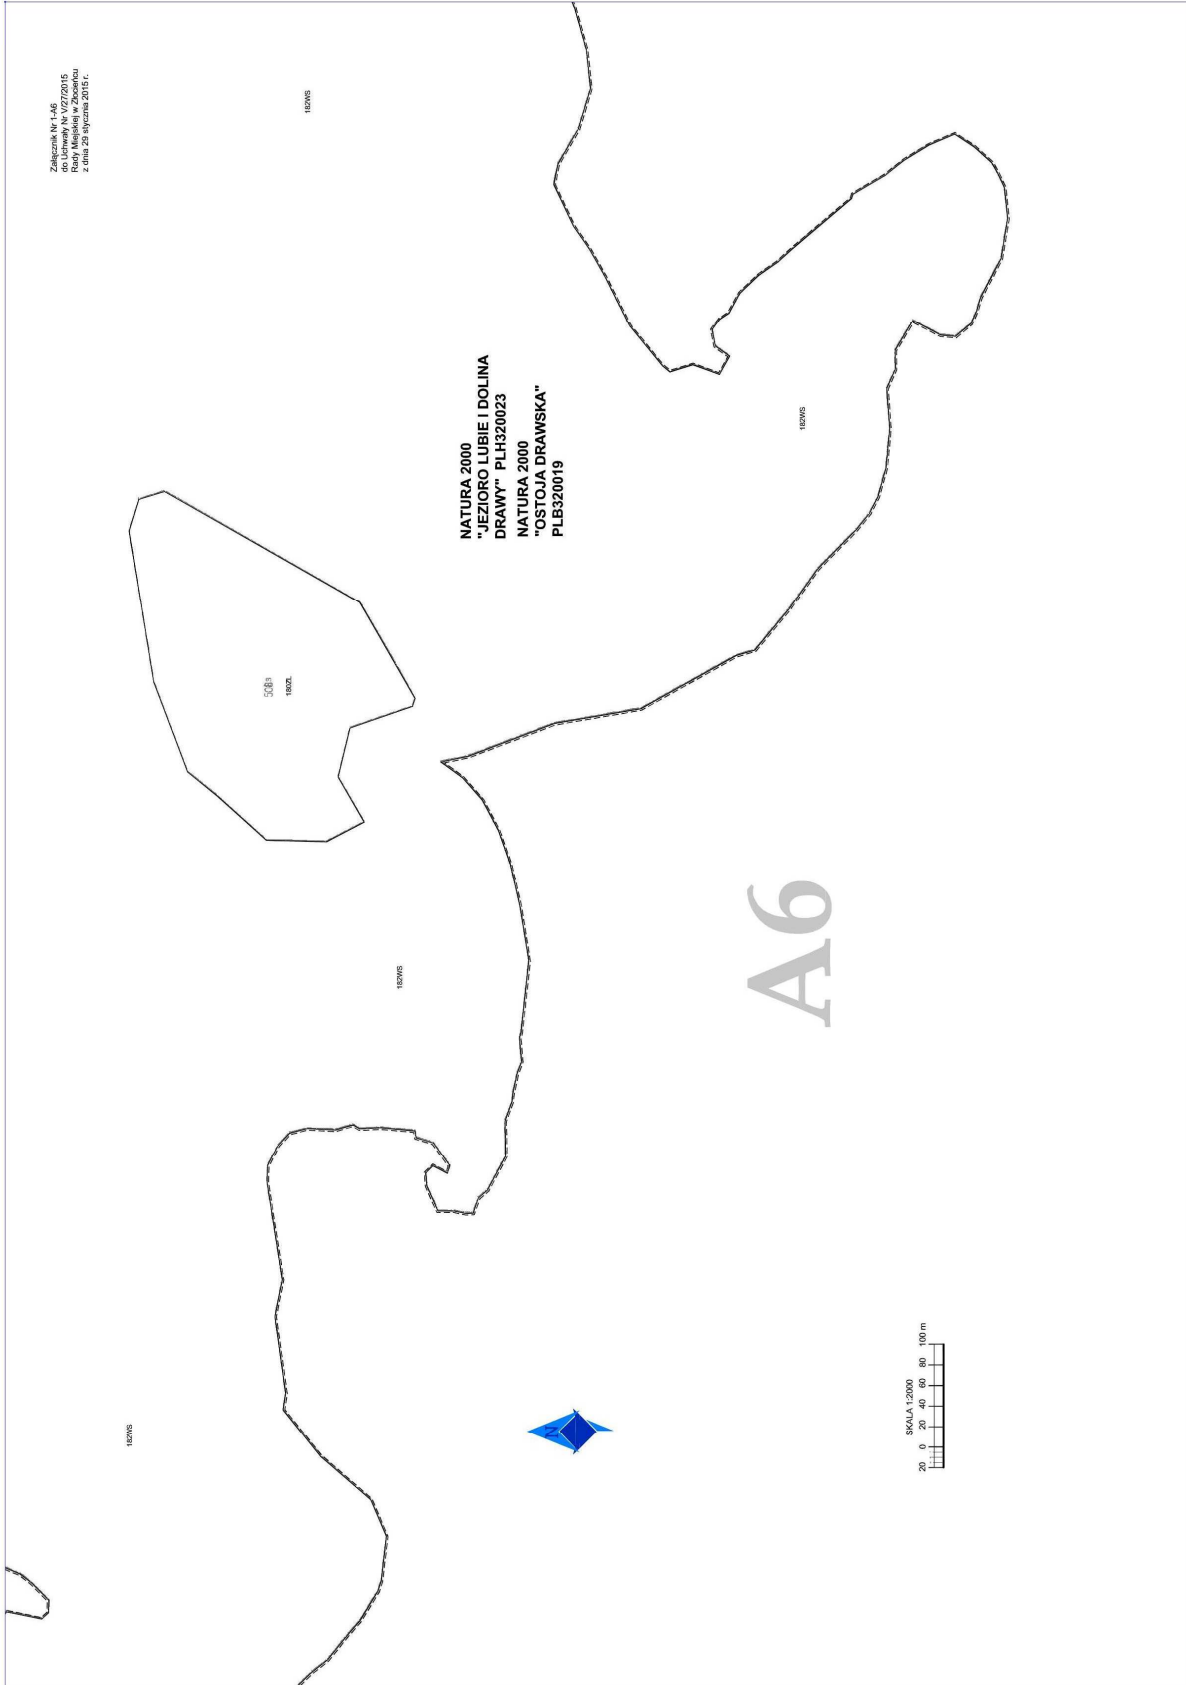 Załącznik Nr 1-A6
do Uchwały Nr V/27/2015
Rady Miejskiej w Złocieńcu
z dnia 29 stycznia 2015 r.
182WS
NATURA 2000
"JEZIORO LUBIE I DOLINA
DRAWY" PLH320023
NATURA 2000
"OSTOJA DRAWSKA"
PLB320019
182WS
508a
180ZL
182WS
A6
182WS
N
SKALA 1:2000
20 0 20 40 60 80 100 m